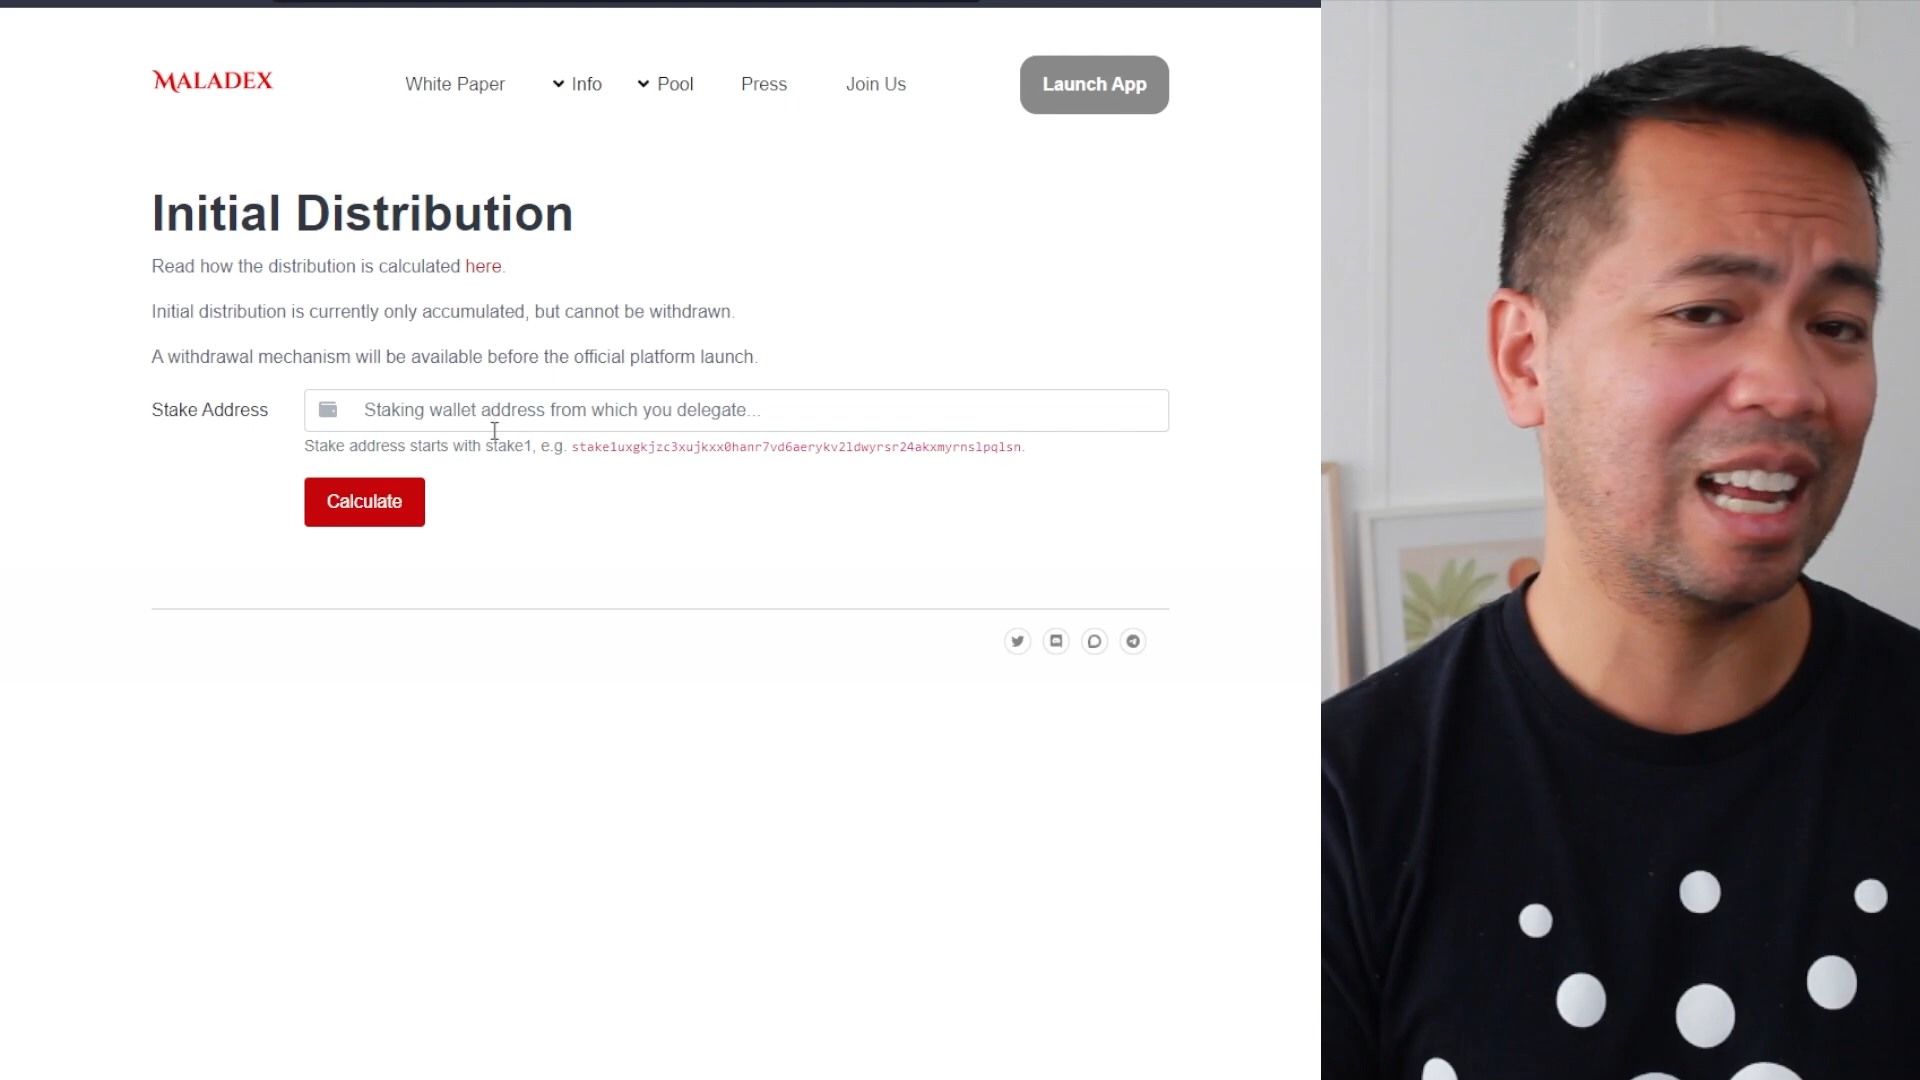 MALADEX
White Paper
Info
Pool
Press
Join Us
Launch App
Initial Distribution
Read how the distribution is calculated here.
Initial distribution is currently only accumulated, but cannot be withdrawn.
A withdrawal mechanism will be available before the official platform launch.
Stake Address
Staking wallet address from which you delegate...
Stake address starts with stake1, e.g. stake1uxgkjzc3xujkxx0hanr7vd6aerykv2ldwyrsr24akxmyrnslpqlsn.
Calculate